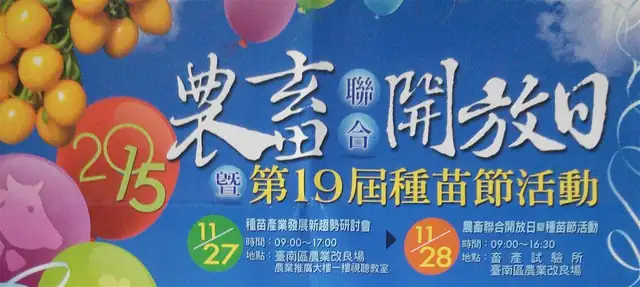 2015
農畜聯合開放日
暨第19屆種苗節活動
11/27
種苗產業發展新趨勢研討會
時間：09:00～17:00
地點：臺南區農業改良場
農業推廣大樓一樓視聽教室
11/28
農畜聯合開放日暨種苗節活動
時間：09:00～16:30
地點：畜產試驗所
臺南區農業改良場